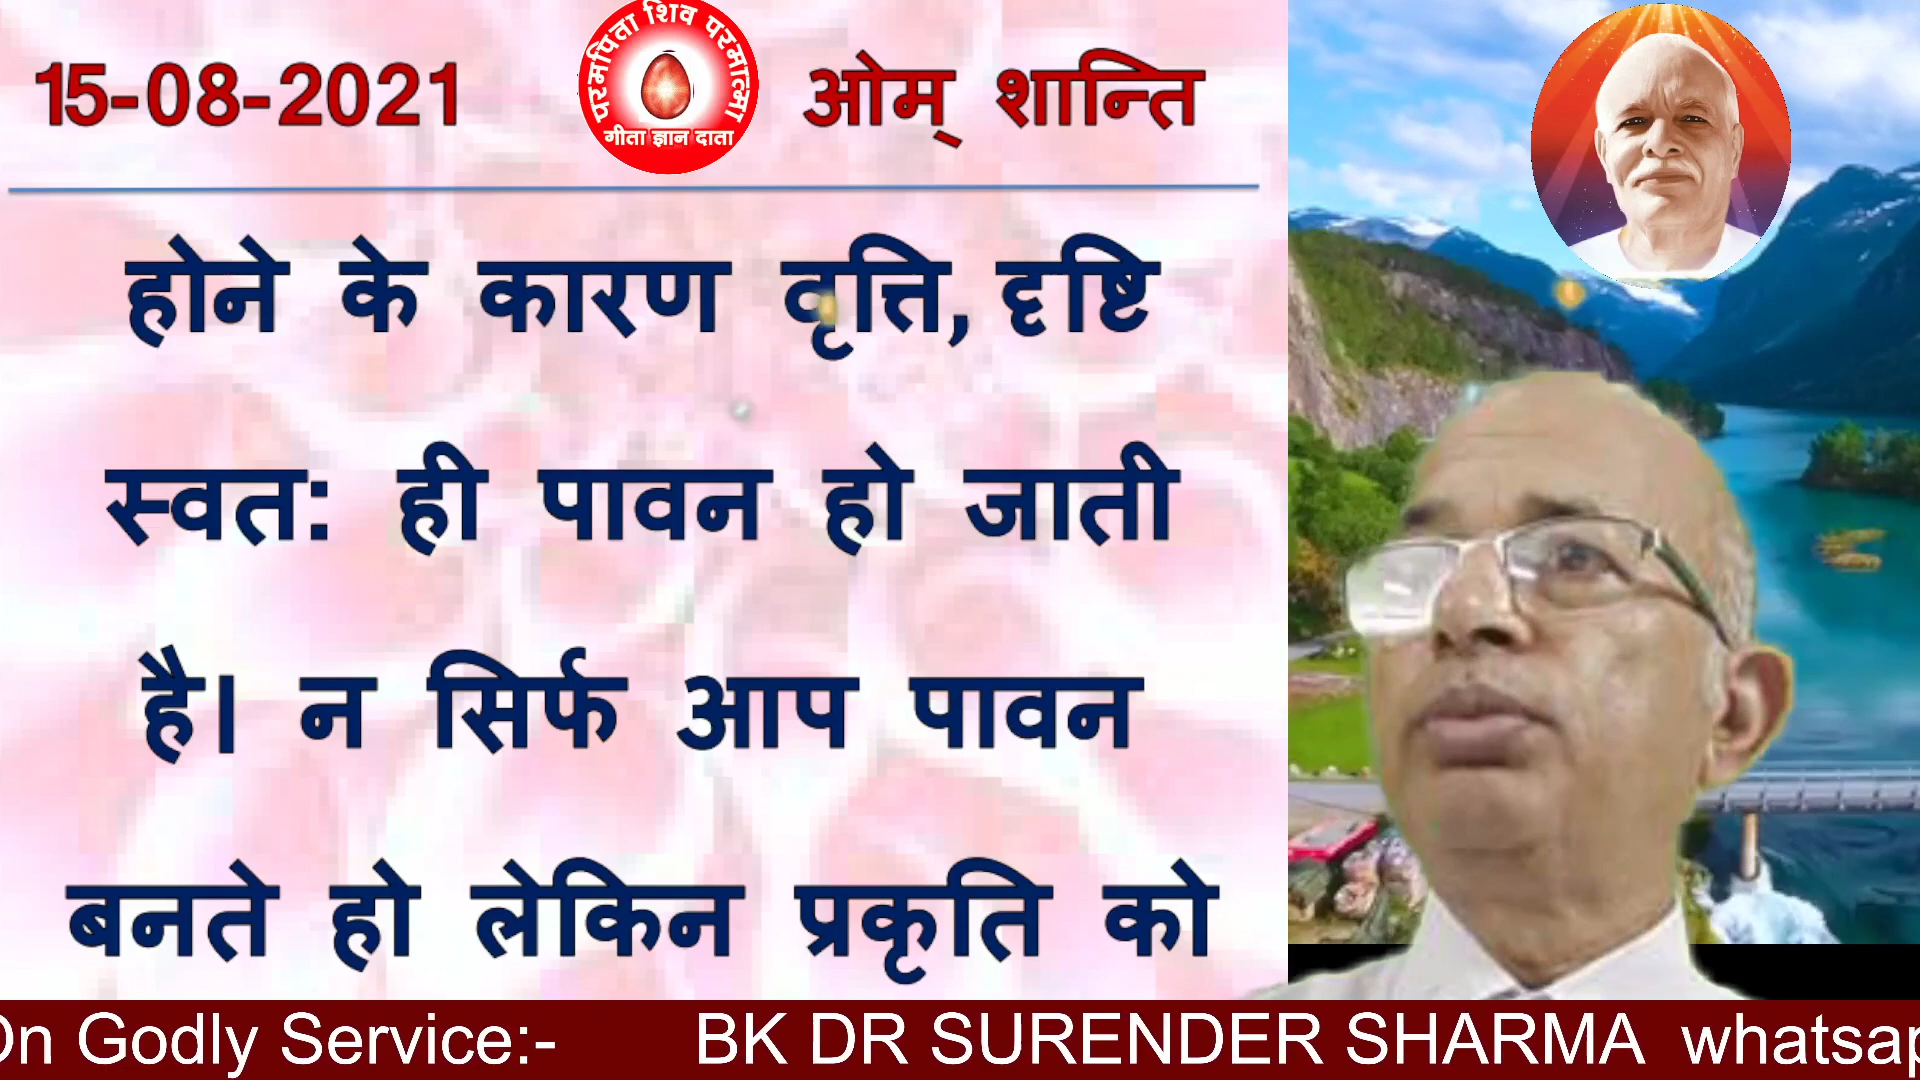 15-08-2021
परमपिता शिव परमात्मा
गीता ज्ञान दाता
ओम् शान्ति
होने के कारण वृत्ति, दृष्टि
स्वत: ही पावन हो जाती
है। न सिर्फ आप पावन
बनते हो लेकिन प्रकृति को
On Godly Service:- BK DR SURENDER SHARMA whatsap